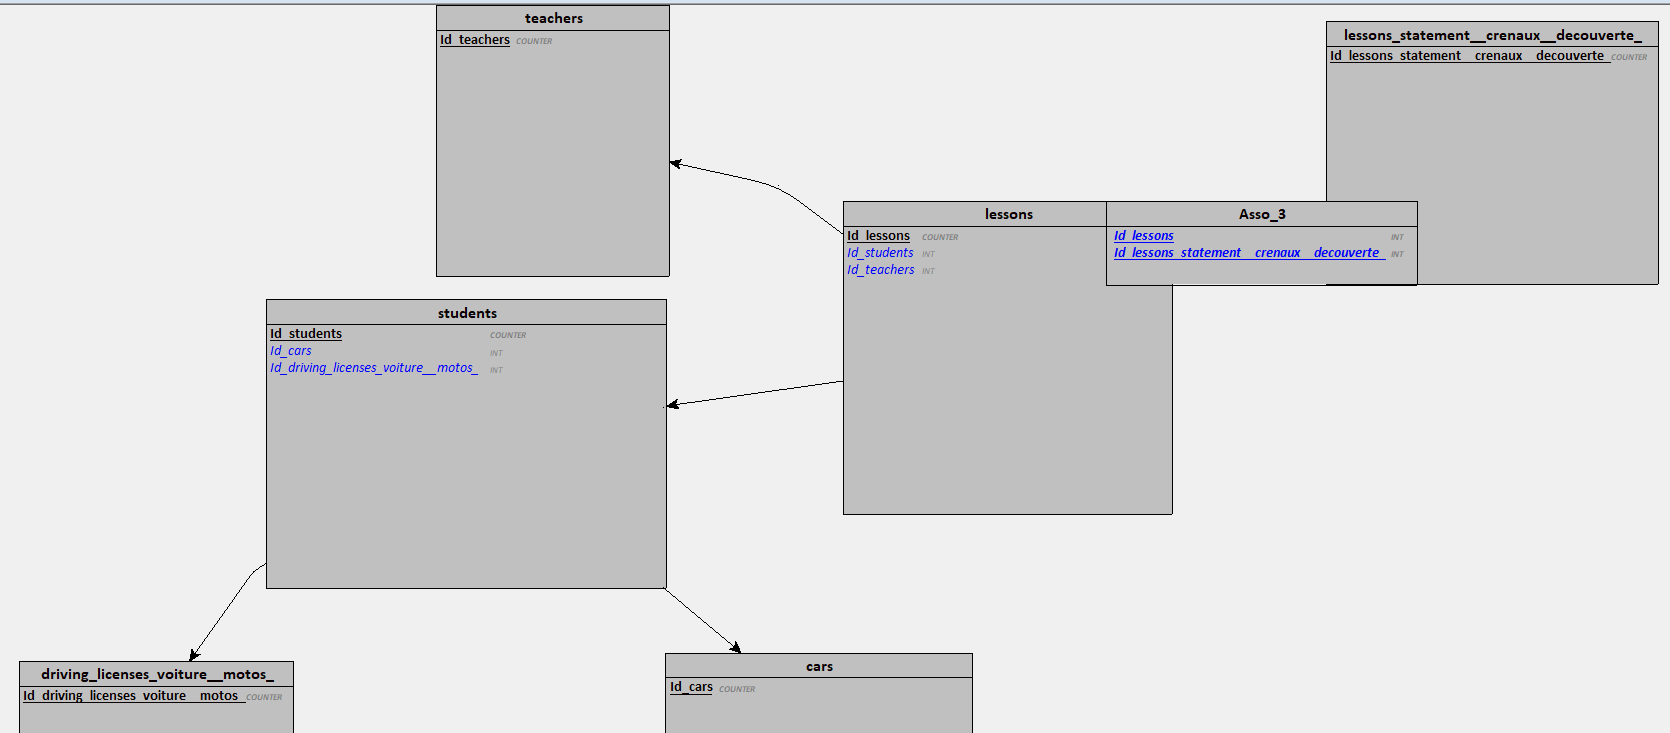 teachers
Id_teachers COUNTER
lessons_statement__crenaux__decouverte_
Id_lessons_statement__crenaux__decouverte_ COUNTER
lessons
Id_lessons COUNTER
Id_students INT
Id_teachers INT
Asso_3
Id_lessons INT
Id_lessons_statement__crenaux__decouverte_ INT
students
Id_students COUNTER
Id_cars INT
Id_driving_licenses_voiture__motos_ INT
driving_licenses_voiture__motos_
Id_driving_licenses_voiture__motos_ COUNTER
cars
Id_cars COUNTER